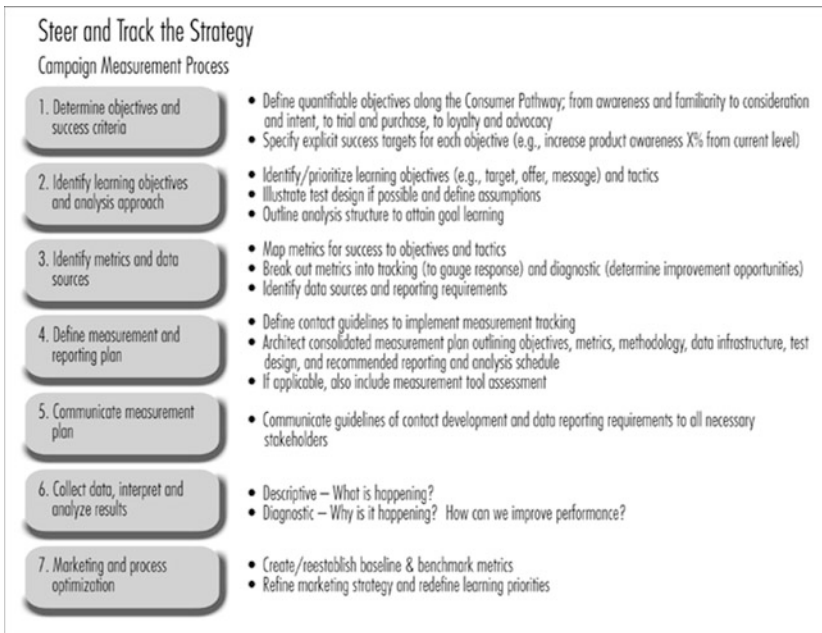 Steer and Track the Strategy
Campaign Measurement Process
1. Determine objectives and
success criteria
• Define quantifiable objectives along the Consumer Pathway; from awareness and familiarity to consideration
and intent, to trial and purchase, to loyalty and advocacy
• Specify explicit success targets for each objective (e.g., increase product awareness X% from current level)
2. Identify learning objectives
and analysis approach
• Identify/prioritize learning objectives (e.g., target, offer, message) and tactics
• Illustrate test design if possible and define assumptions
• Outline analysis structure to attain goal learning
3. Identify metrics and data
sources
• Map metrics for success to objectives and tactics
• Break out metrics into tracking (to gauge response) and diagnostic (determine improvement opportunities)
• Identify data sources and reporting requirements
4. Define measurement and
reporting plan
• Define contact guidelines to implement measurement tracking
• Architect consolidated measurement plan outlining objectives, metrics, methodology, data infrastructure, test
design, and recommended reporting and analysis schedule
• If applicable, also include measurement tool assessment
5. Communicate measurement
plan
• Communicate guidelines of contact development and data reporting requirements to all necessary
stakeholders
6. Collect data, interpret and
analyze results
• Descriptive – What is happening?
• Diagnostic – Why is it happening? How can we improve performance?
7. Marketing and process
optimization
• Create/reestablish baseline & benchmark metrics
• Refine marketing strategy and redefine learning priorities